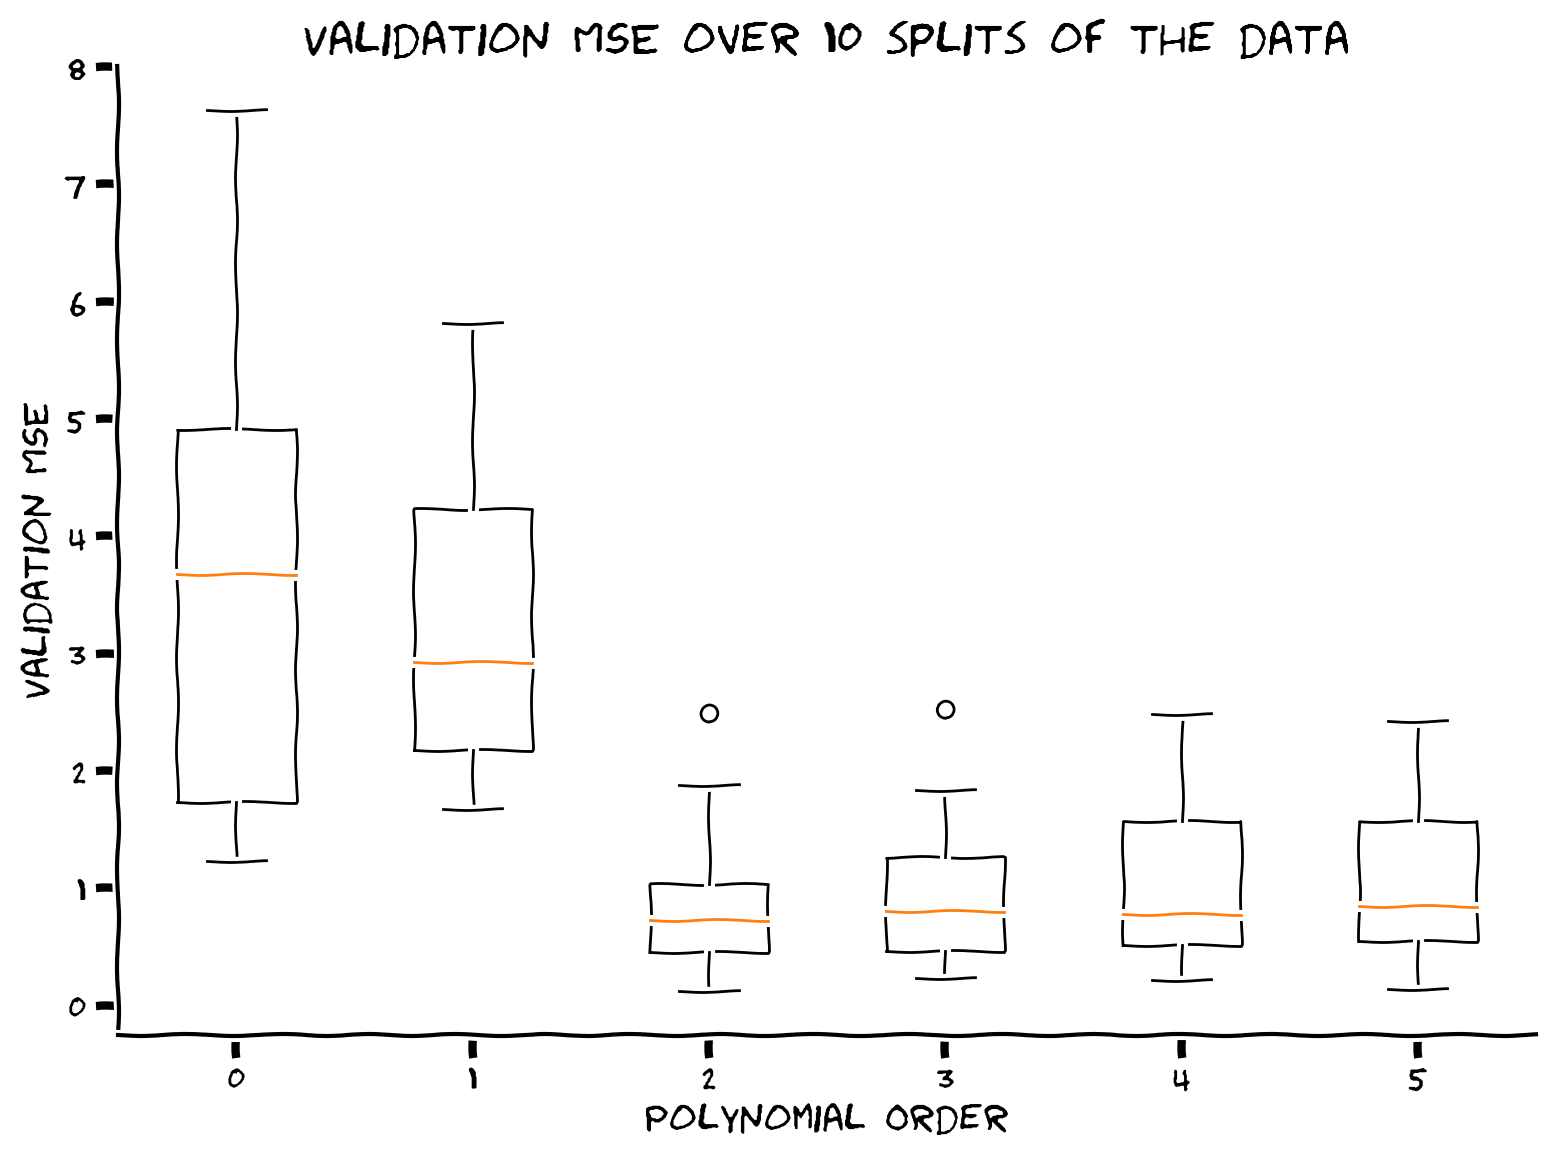 VALIDATION MSE OVER 10 SPLITS OF THE DATA
8
7
6
5
4
3
2
1
0
VALIDATION MSE
0 1 2 3 4 5
POLYNOMIAL ORDER